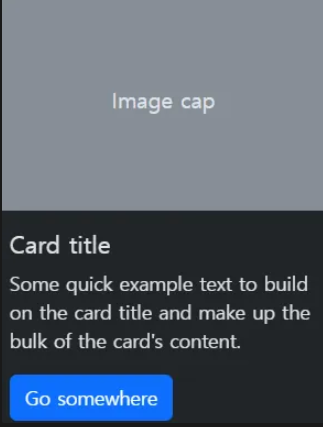 Image cap
Card title
Some quick example text to build
on the card title and make up the
bulk of the card's content.
Go somewhere